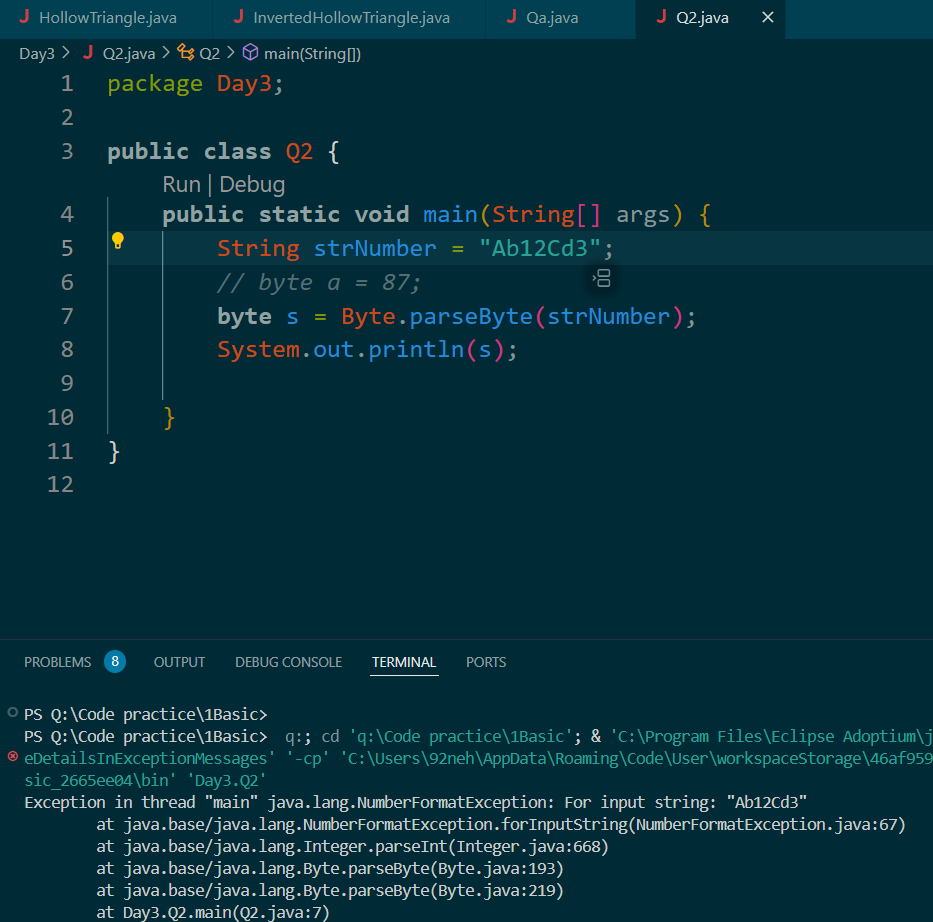 HollowTriangle.java InvertedHollowTriangle.java Qa.java Q2.java
Day3 > Q2.java > Q2 > main(String[])
1 package Day3;
2
3 public class Q2 {
Run | Debug
4 public static void main(String[] args) {
5 String strNumber = "Ab12Cd3";
6 // byte a = 87;
7 byte s = Byte.parseByte(strNumber);
8 System.out.println(s);
9
10 }
11 }
12
PROBLEMS 8 OUTPUT DEBUG CONSOLE TERMINAL PORTS
PS Q:\Code practice\1Basic>
PS Q:\Code practice\1Basic> q:; cd 'q:\Code practice\1Basic'; & 'C:\Program Files\Eclipse Adoptium\j
eDetailsInExceptionMessages' '-cp' 'C:\Users\92neh\AppData\Roaming\Code\User\workspaceStorage\46af959
sic_2665ee04\bin' 'Day3.Q2'
Exception in thread "main" java.lang.NumberFormatException: For input string: "Ab12Cd3"
at java.base/java.lang.NumberFormatException.forInputString(NumberFormatException.java:67)
at java.base/java.lang.Integer.parseInt(Integer.java:668)
at java.base/java.lang.Byte.parseByte(Byte.java:193)
at java.base/java.lang.Byte.parseByte(Byte.java:219)
at Day3.Q2.main(Q2.java:7)